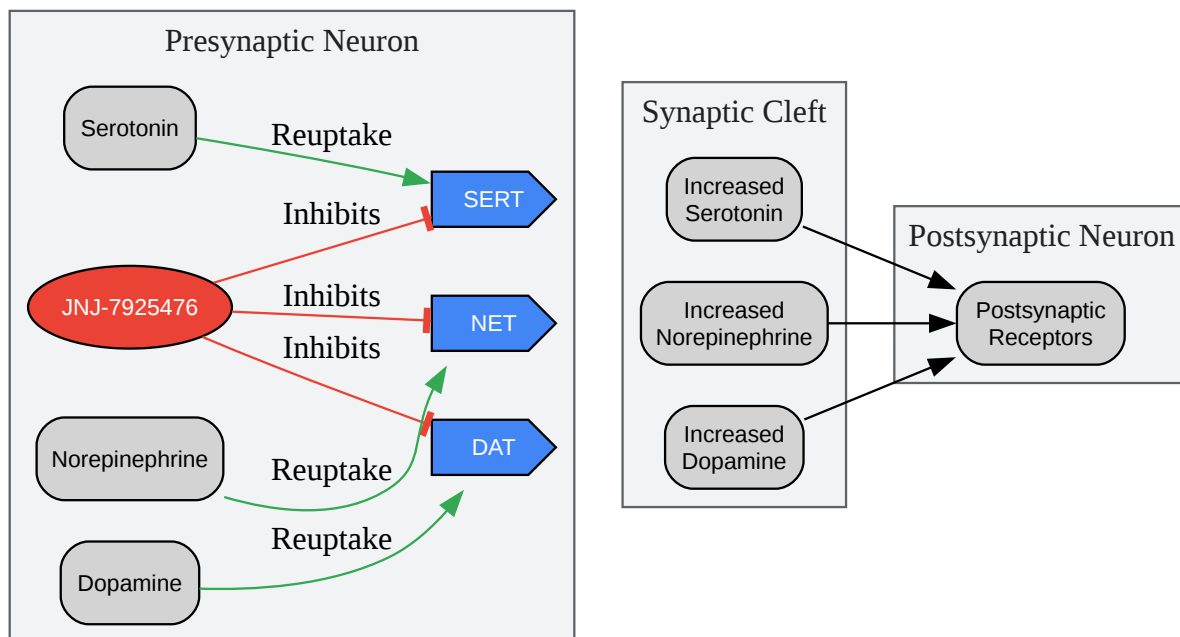 Presynaptic Neuron
Serotonin
Reuptake
SERT
Inhibits
JNJ-7925476
Inhibits
NET
Inhibits
Norepinephrine
Reuptake
DAT
Reuptake
Dopamine
Synaptic Cleft
Increased
Serotonin
Increased
Norepinephrine
Increased
Dopamine
Postsynaptic Neuron
Postsynaptic
Receptors